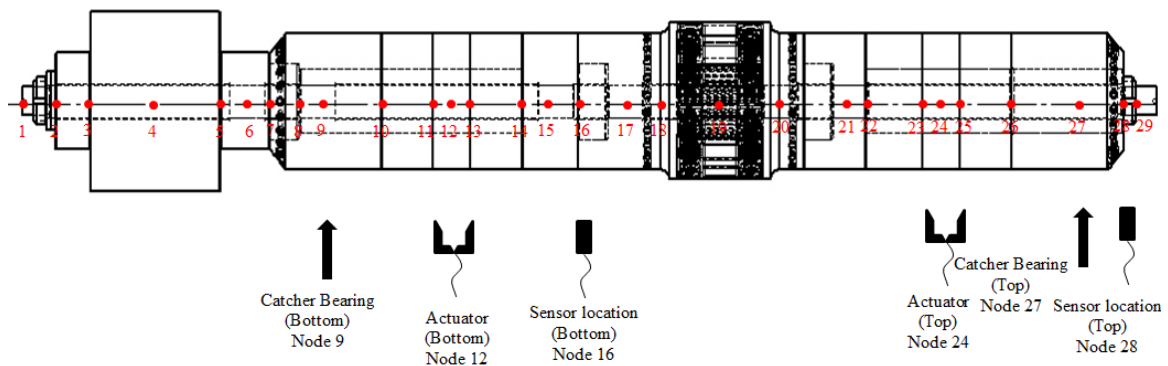 1 2 3 4 5 6 7 8 9 10 11 12 13 14 15 16 17 18 19 20 21 22 23 24 25 26 27 28 29
Catcher Bearing
(Bottom)
Node 9
Actuator
(Bottom)
Node 12
Sensor location
(Bottom)
Node 16
Actuator
(Top)
Node 24
Catcher Bearing
(Top)
Node 27
Sensor location
(Top)
Node 28